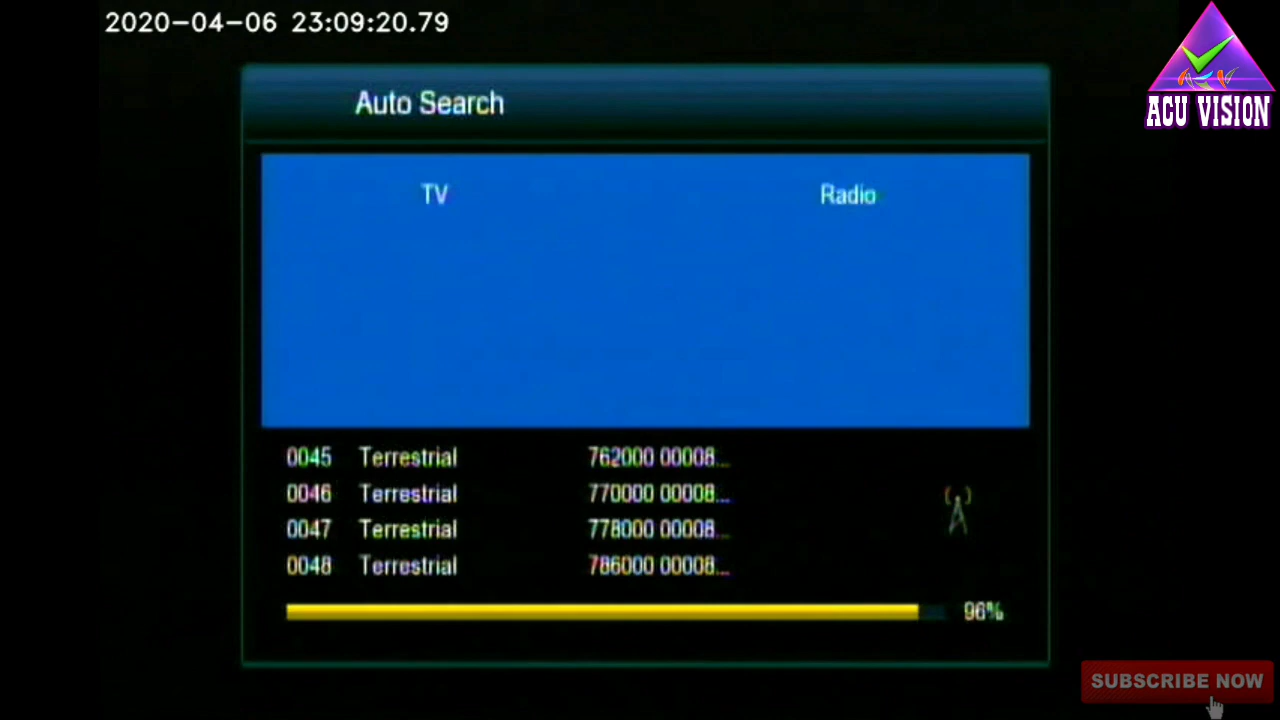 2020-04-06 23:09:20.79
ACV
ACU VISION
Auto Search
TV Radio
0045 Terrestrial 762000 00008...
0046 Terrestrial 770000 00008...
0047 Terrestrial 778000 00008...
0048 Terrestrial 786000 00008...
96%
SUBSCRIBE NOW